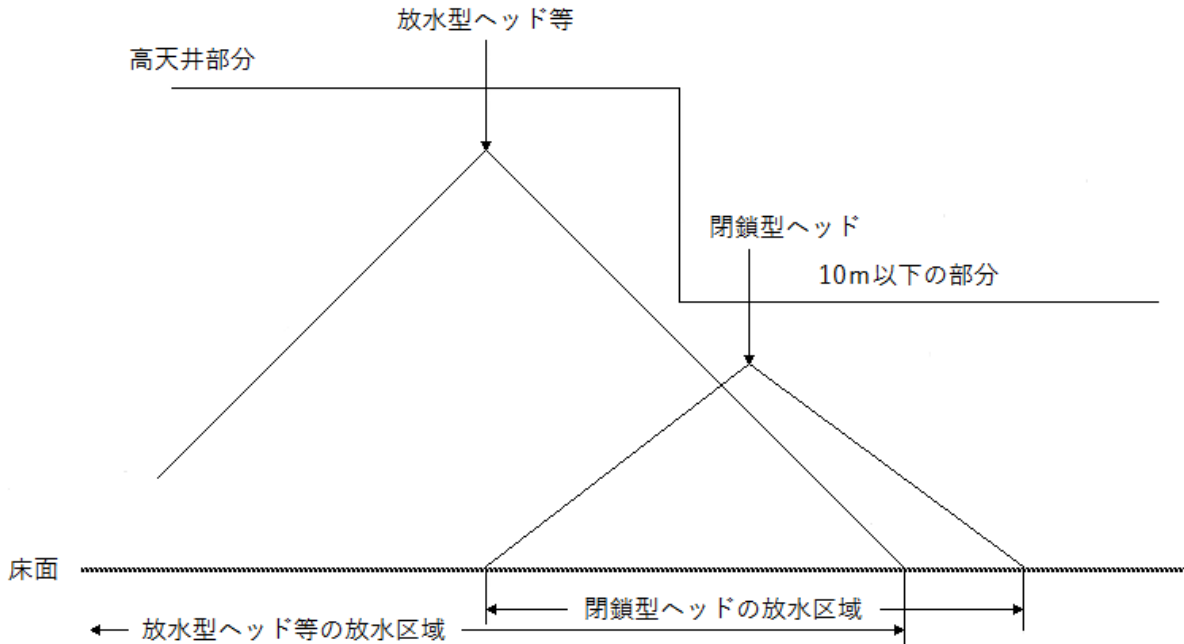 放水型ヘッド等
高天井部分
閉鎖型ヘッド
10m以下の部分
床面
閉鎖型ヘッドの放水区域
放水型ヘッド等の放水区域